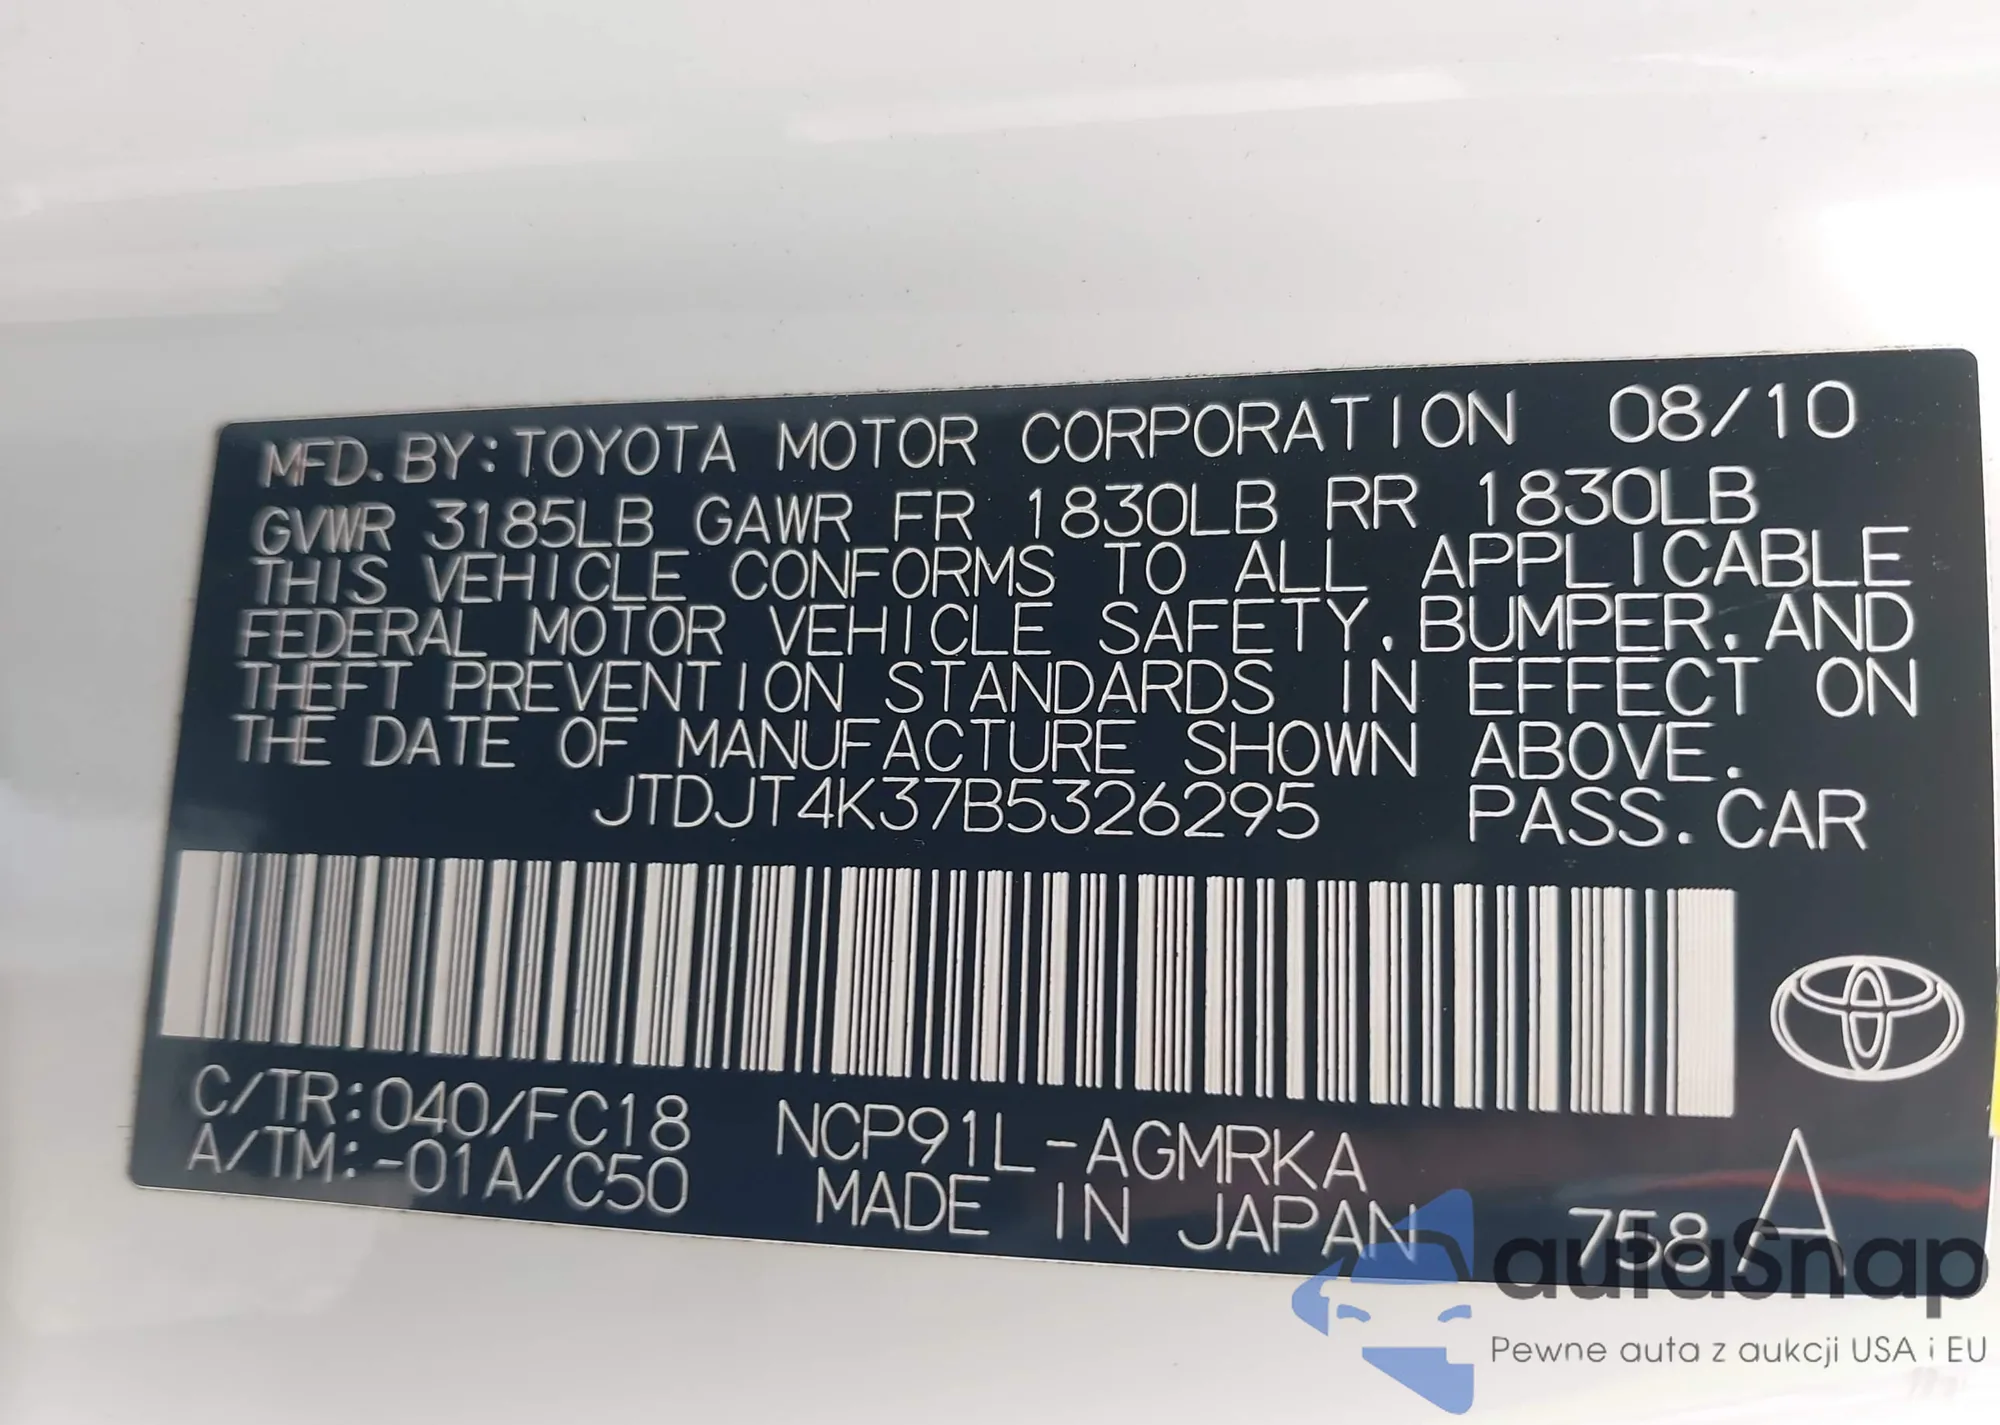 MFD. BY: TOYOTA MOTOR CORPORATION 08/10
GVWR 3185LB GAWR FR 1830LB RR 1830LB
THIS VEHICLE CONFORMS TO ALL APPLICABLE
FEDERAL MOTOR VEHICLE SAFETY, BUMPER, AND
THEFT PREVENTION STANDARDS IN EFFECT ON
THE DATE OF MANUFACTURE SHOWN ABOVE.
JTDJT4K37B5326295 PASS. CAR
C/TR:040/FC18 NCP91L-AGMRKA
A/TM:-01A/C50 MADE IN JAPAN 758 A
autaSnap
Pewne auta z aukcji USA i EU